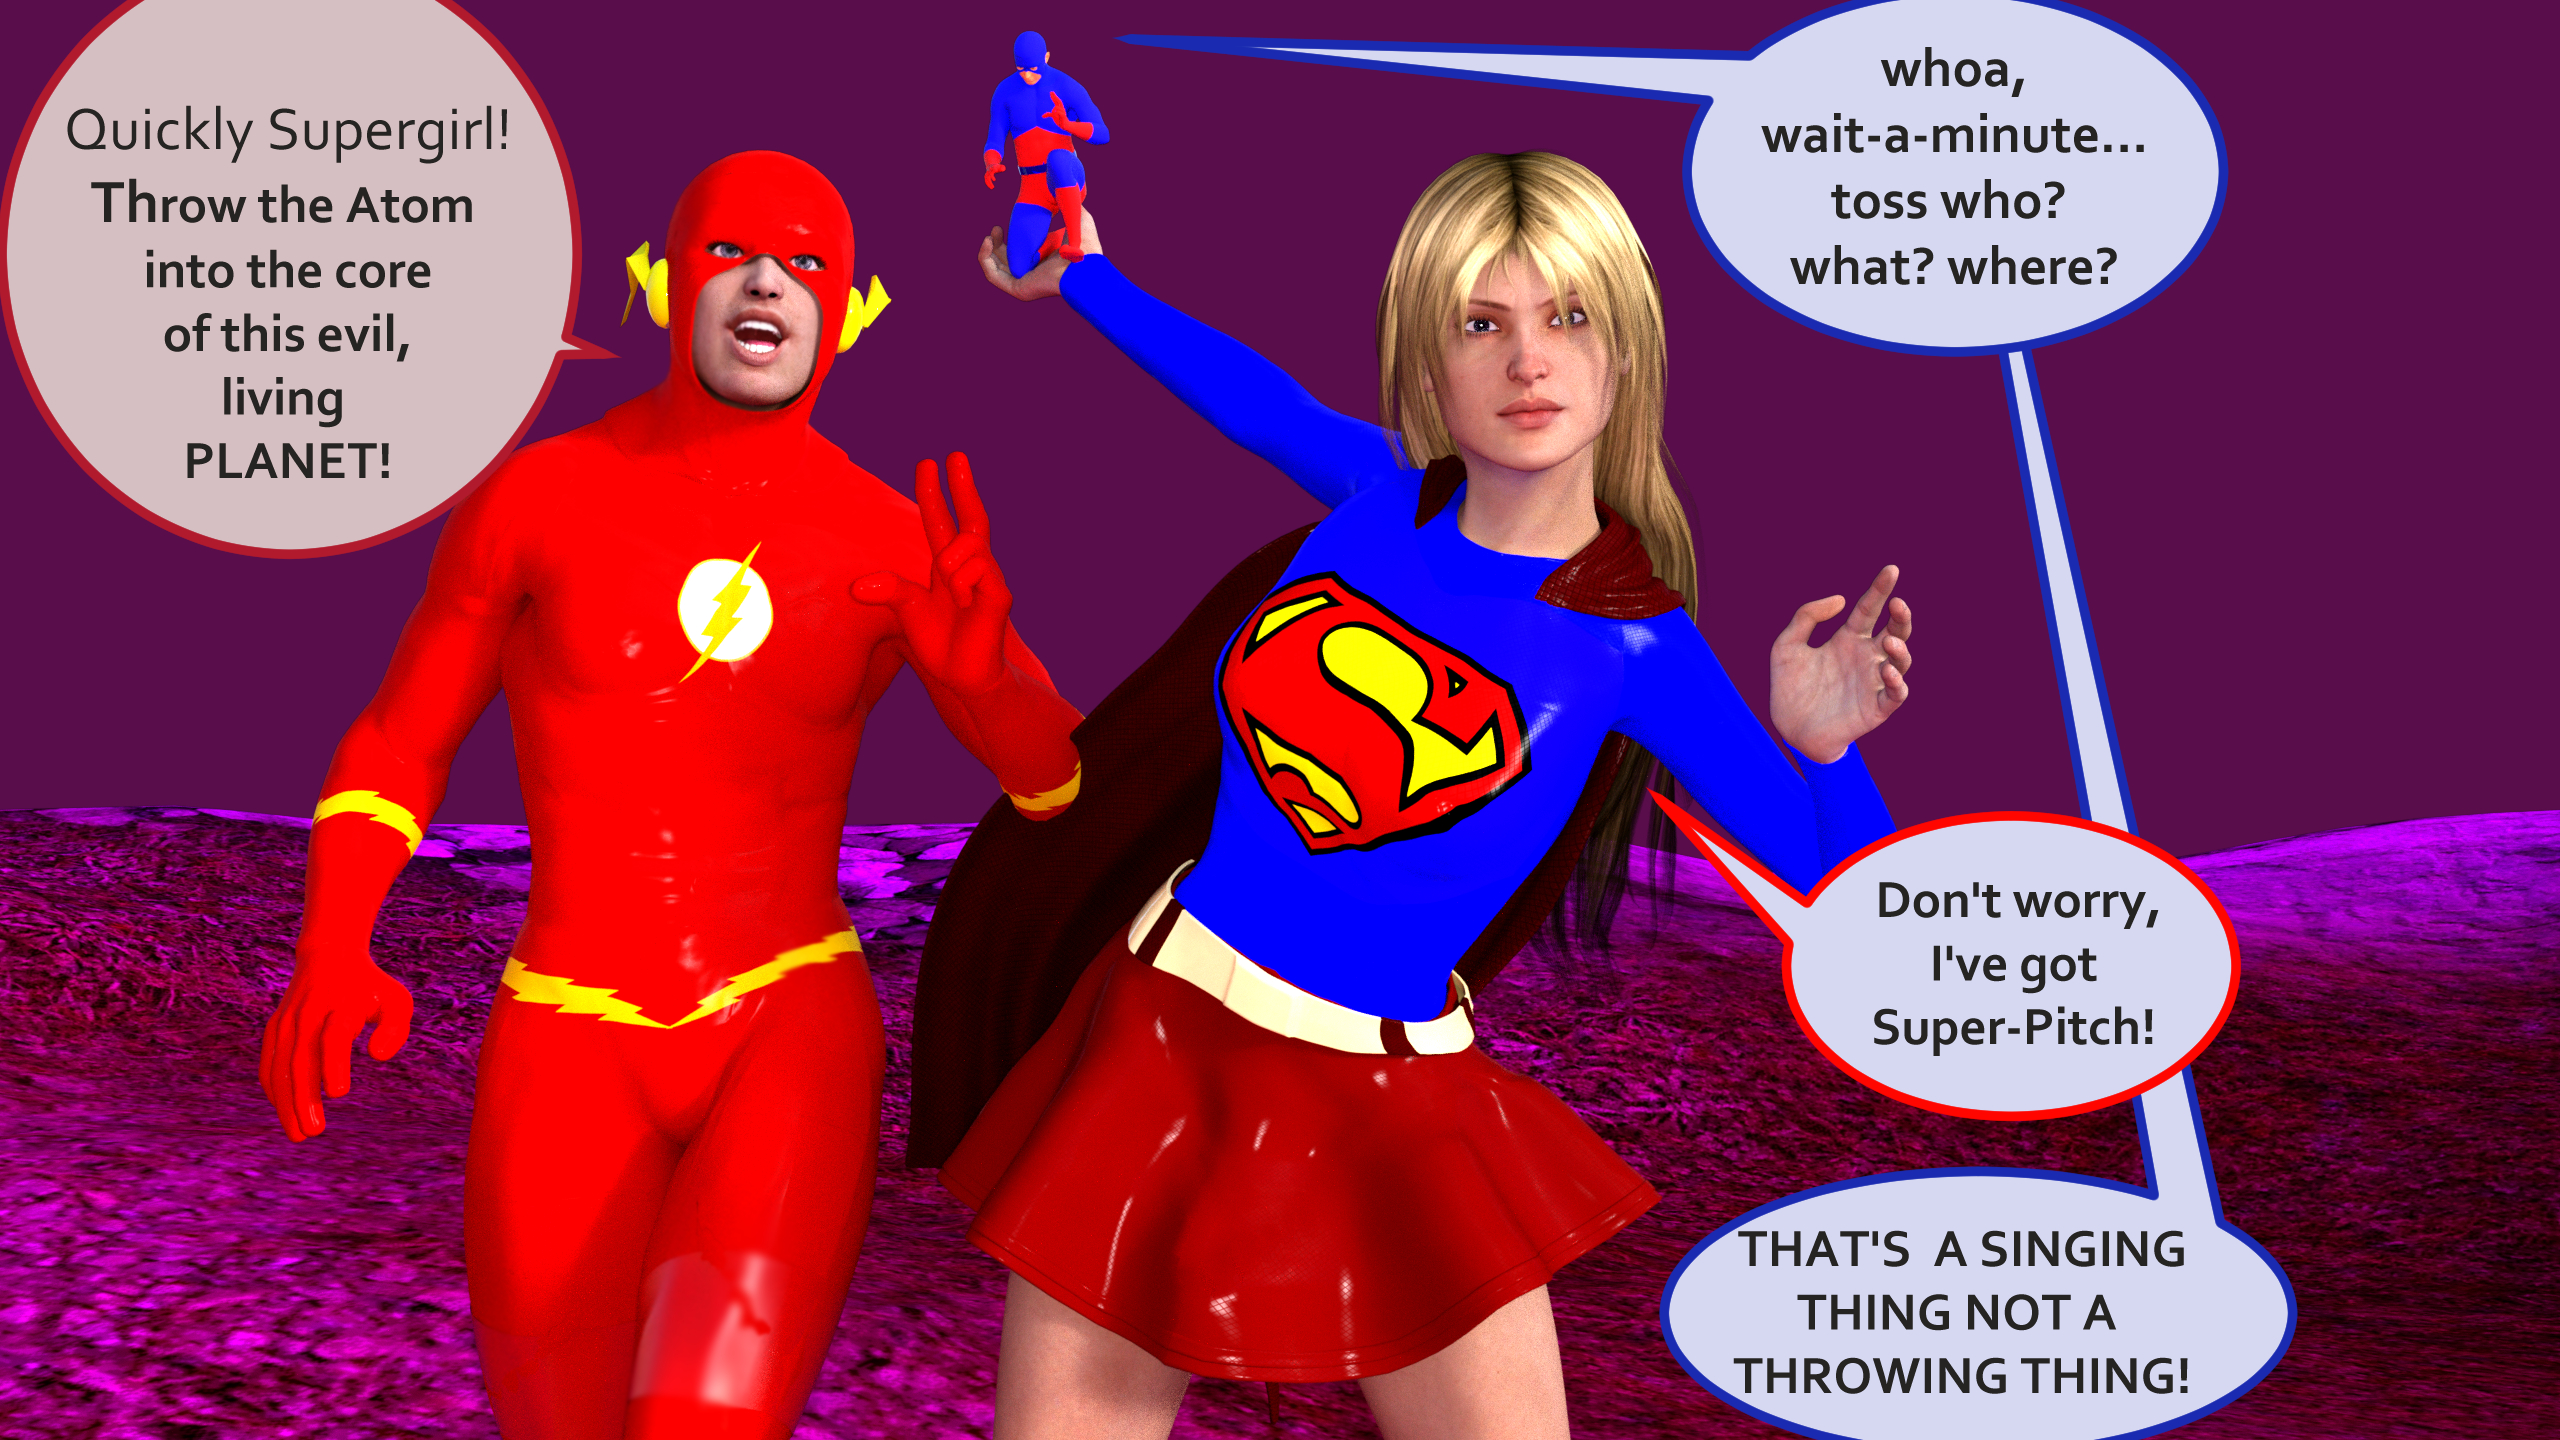 Quickly Supergirl!
Throw the Atom
into the core
of this evil,
living
PLANET!
whoa,
wait-a-minute...
toss who?
what? where?
Don't worry,
I've got
Super-Pitch!
THAT'S A SINGING
THING NOT A
THROWING THING!